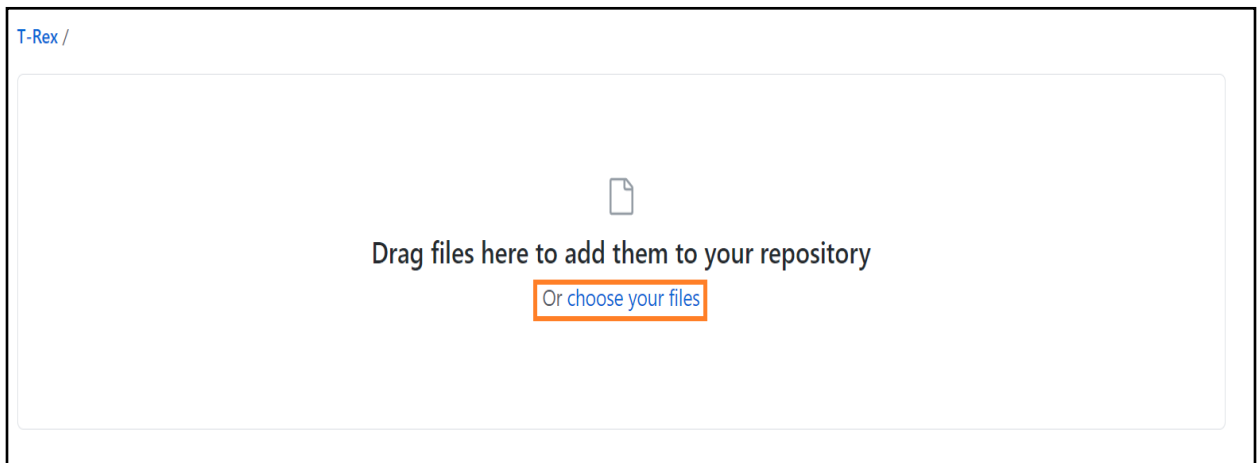 T-Rex /
Drag files here to add them to your repository
Or choose your files